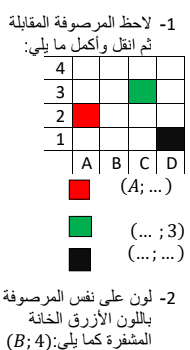 1- لاحظ المرصوفة المقابلة
ثم انقل وأكمل ما يلي:
4
3
2
1
A B C D
(A; ...)
(... ; 3)
(...; ...)
2- لون على نفس المرصوفة
باللون الأزرق الخانة
المشفرة كما يلي:(B; 4)